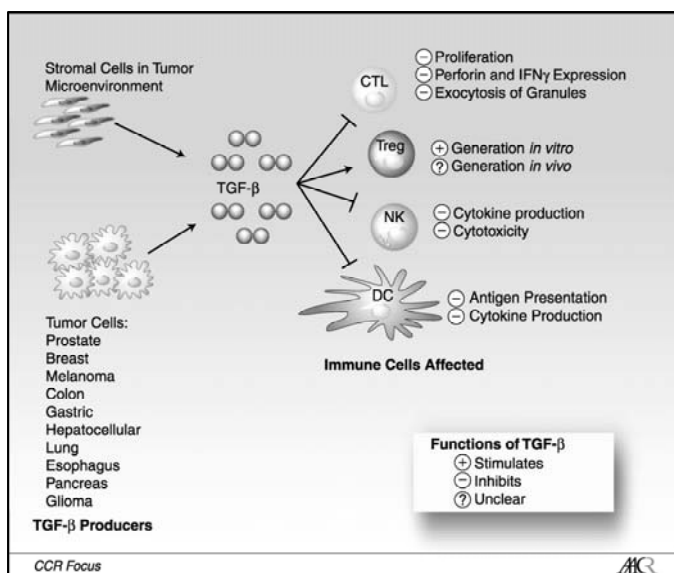 Stromal Cells in Tumor
Microenvironment
TGF-β
Tumor Cells:
Prostate
Breast
Melanoma
Colon
Gastric
Hepatocellular
Lung
Esophagus
Pancreas
Glioma
TGF-β Producers
CTL
− Proliferation
− Perforin and IFNγ Expression
− Exocytosis of Granules
Treg
+ Generation in vitro
? Generation in vivo
NK
− Cytokine production
− Cytotoxicity
DC
− Antigen Presentation
− Cytokine Production
Immune Cells Affected
Functions of TGF-β
+ Stimulates
− Inhibits
? Unclear
CCR Focus
AACR